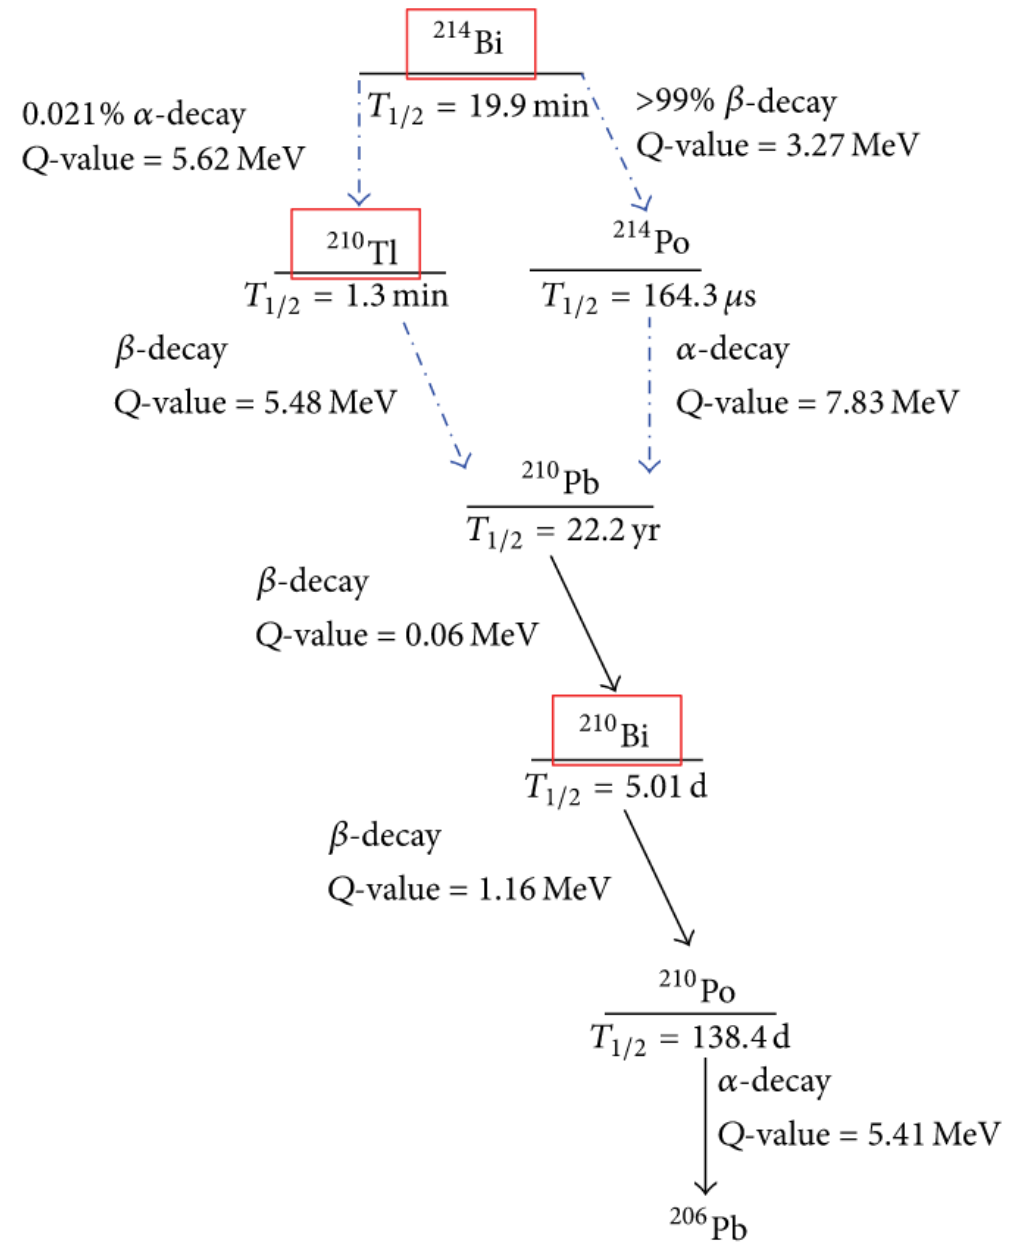 ²¹⁴Bi
T₁/₂ = 19.9 min
0.021% α-decay
Q-value = 5.62 MeV
>99% β-decay
Q-value = 3.27 MeV
²¹⁰Tl
T₁/₂ = 1.3 min
²¹⁴Po
T₁/₂ = 164.3 μs
β-decay
Q-value = 5.48 MeV
α-decay
Q-value = 7.83 MeV
²¹⁰Pb
T₁/₂ = 22.2 yr
β-decay
Q-value = 0.06 MeV
²¹⁰Bi
T₁/₂ = 5.01 d
β-decay
Q-value = 1.16 MeV
²¹⁰Po
T₁/₂ = 138.4 d
α-decay
Q-value = 5.41 MeV
²⁰⁶Pb